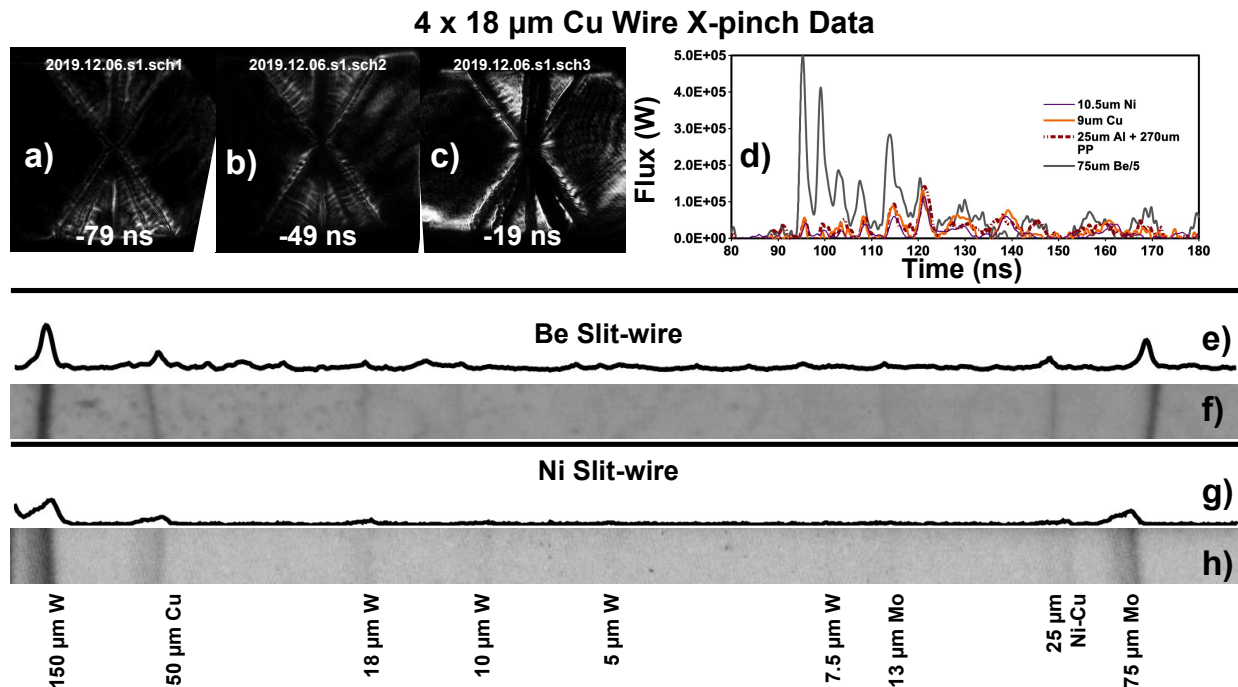 4 x 18 µm Cu Wire X-pinch Data
2019.12.06.s1.sch1
2019.12.06.s1.sch2
2019.12.06.s1.sch3
a)
b)
c)
-79 ns
-49 ns
-19 ns
Flux (W)
5.0E+05
4.0E+05
3.0E+05
2.0E+05
1.0E+05
0.0E+00
d)
10.5um Ni
9um Cu
25um Al + 270um
PP
75um Be/5
80 90 100 110 120 130 140 150 160 170 180
Time (ns)
Be Slit-wire
e)
f)
Ni Slit-wire
g)
h)
150 µm W
50 µm Cu
18 µm W
10 µm W
5 µm W
7.5 µm W
13 µm Mo
25 µm
Ni-Cu
75 µm Mo